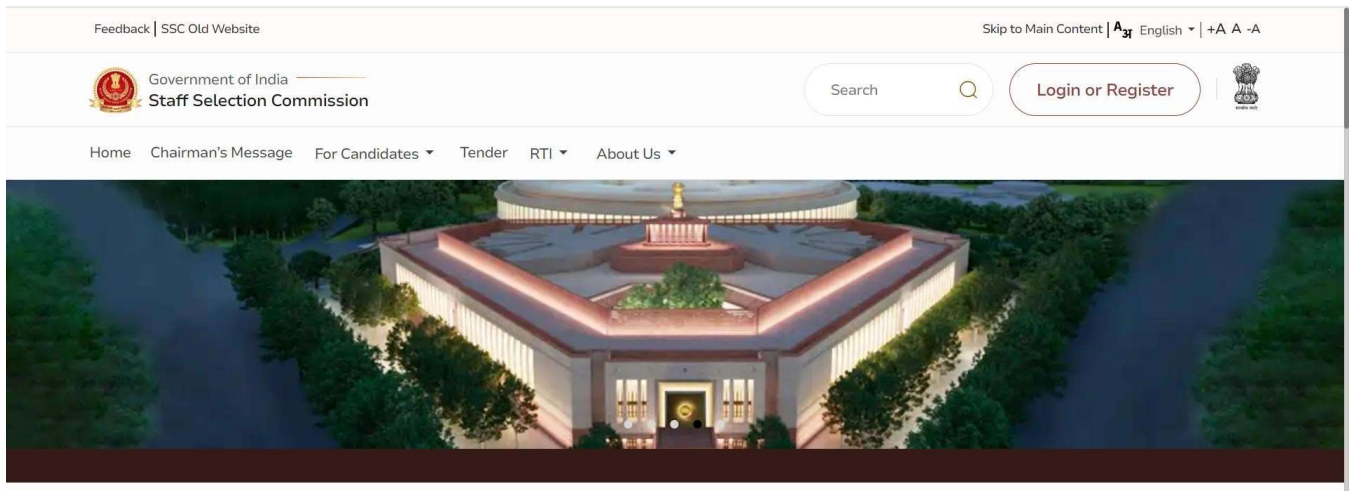 Feedback | SSC Old Website
Skip to Main Content | Aअ English | +A A -A
Government of India
Staff Selection Commission
Search
Login or Register
Home Chairman's Message For Candidates Tender RTI About Us